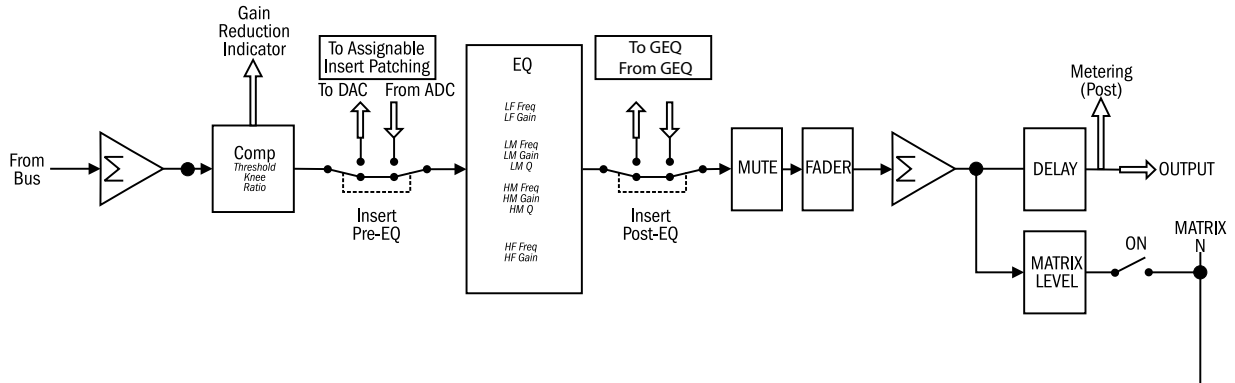 Gain
Reduction
Indicator
To Assignable
Insert Patching
To DAC From ADC
EQ
LF Freq
LF Gain
LM Freq
LM Gain
LM Q
HM Freq
HM Gain
HM Q
HF Freq
HF Gain
To GEQ
From GEQ
Metering
(Post)
From
Bus
Σ
Comp
Threshold
Knee
Ratio
Insert
Pre-EQ
Insert
Post-EQ
MUTE
FADER
Σ
DELAY
OUTPUT
MATRIX
LEVEL
ON
MATRIX
N